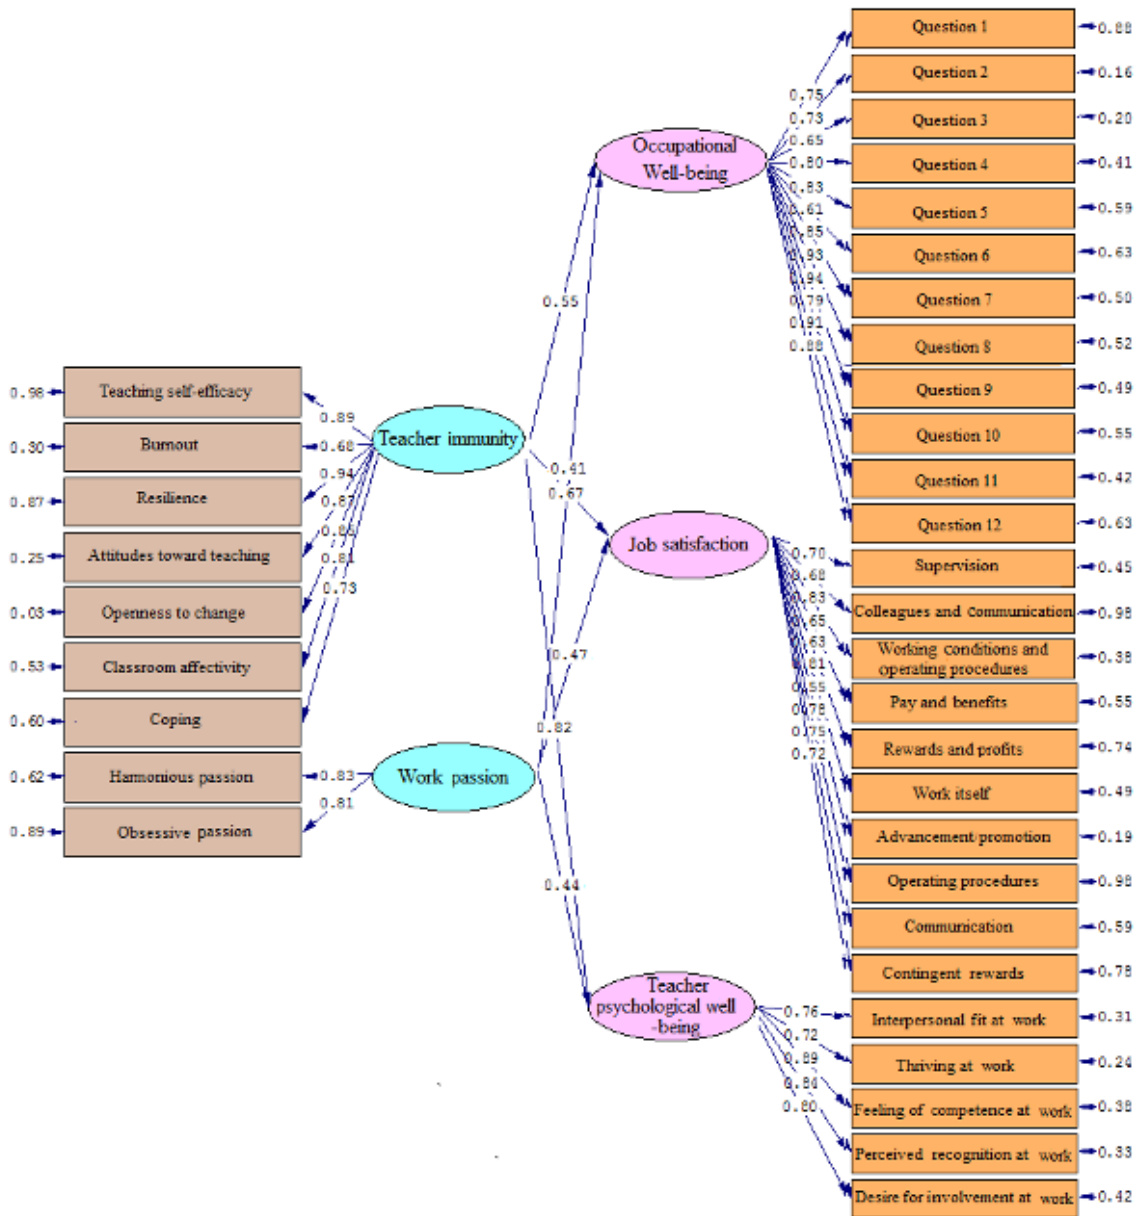 Question 1
0.88
Question 2
0.16
Question 3
0.20
Question 4
0.41
Question 5
0.59
Question 6
0.63
Question 7
0.50
Question 8
0.52
Question 9
0.49
Question 10
0.55
Question 11
0.42
Question 12
0.63
0.75
0.73
0.65
0.80
0.83
0.61
0.85
0.93
0.94
0.79
0.91
0.88
Occupational
Well-being
0.55
0.98
Teaching self-efficacy
0.30
Burnout
0.87
Resilience
0.25
Attitudes toward teaching
0.03
Openness to change
0.53
Classroom affectivity
0.60
Coping
0.62
Harmonious passion
0.89
Obsessive passion
0.89
0.68
0.94
0.81
0.73
0.83
0.81
Teacher immunity
Work passion
0.41
0.67
0.47
0.82
0.44
Job satisfaction
0.70
0.68
0.83
0.65
0.63
0.81
0.55
0.78
0.75
0.72
Supervision
0.45
Colleagues and Communication
0.98
Working conditions and
operating procedures
0.38
Pay and benefits
0.55
Rewards and profits
0.74
Work itself
0.49
Advancement/promotion
0.19
Operating procedures
0.98
Communication
0.59
Contingent rewards
0.78
Teacher
psychological well
-being
0.76
0.72
0.89
0.80
Interpersonal fit at work
0.31
Thriving at work
0.24
Feeling of competence at work
0.38
Perceived recognition at work
0.33
Desire for involvement at work
0.42